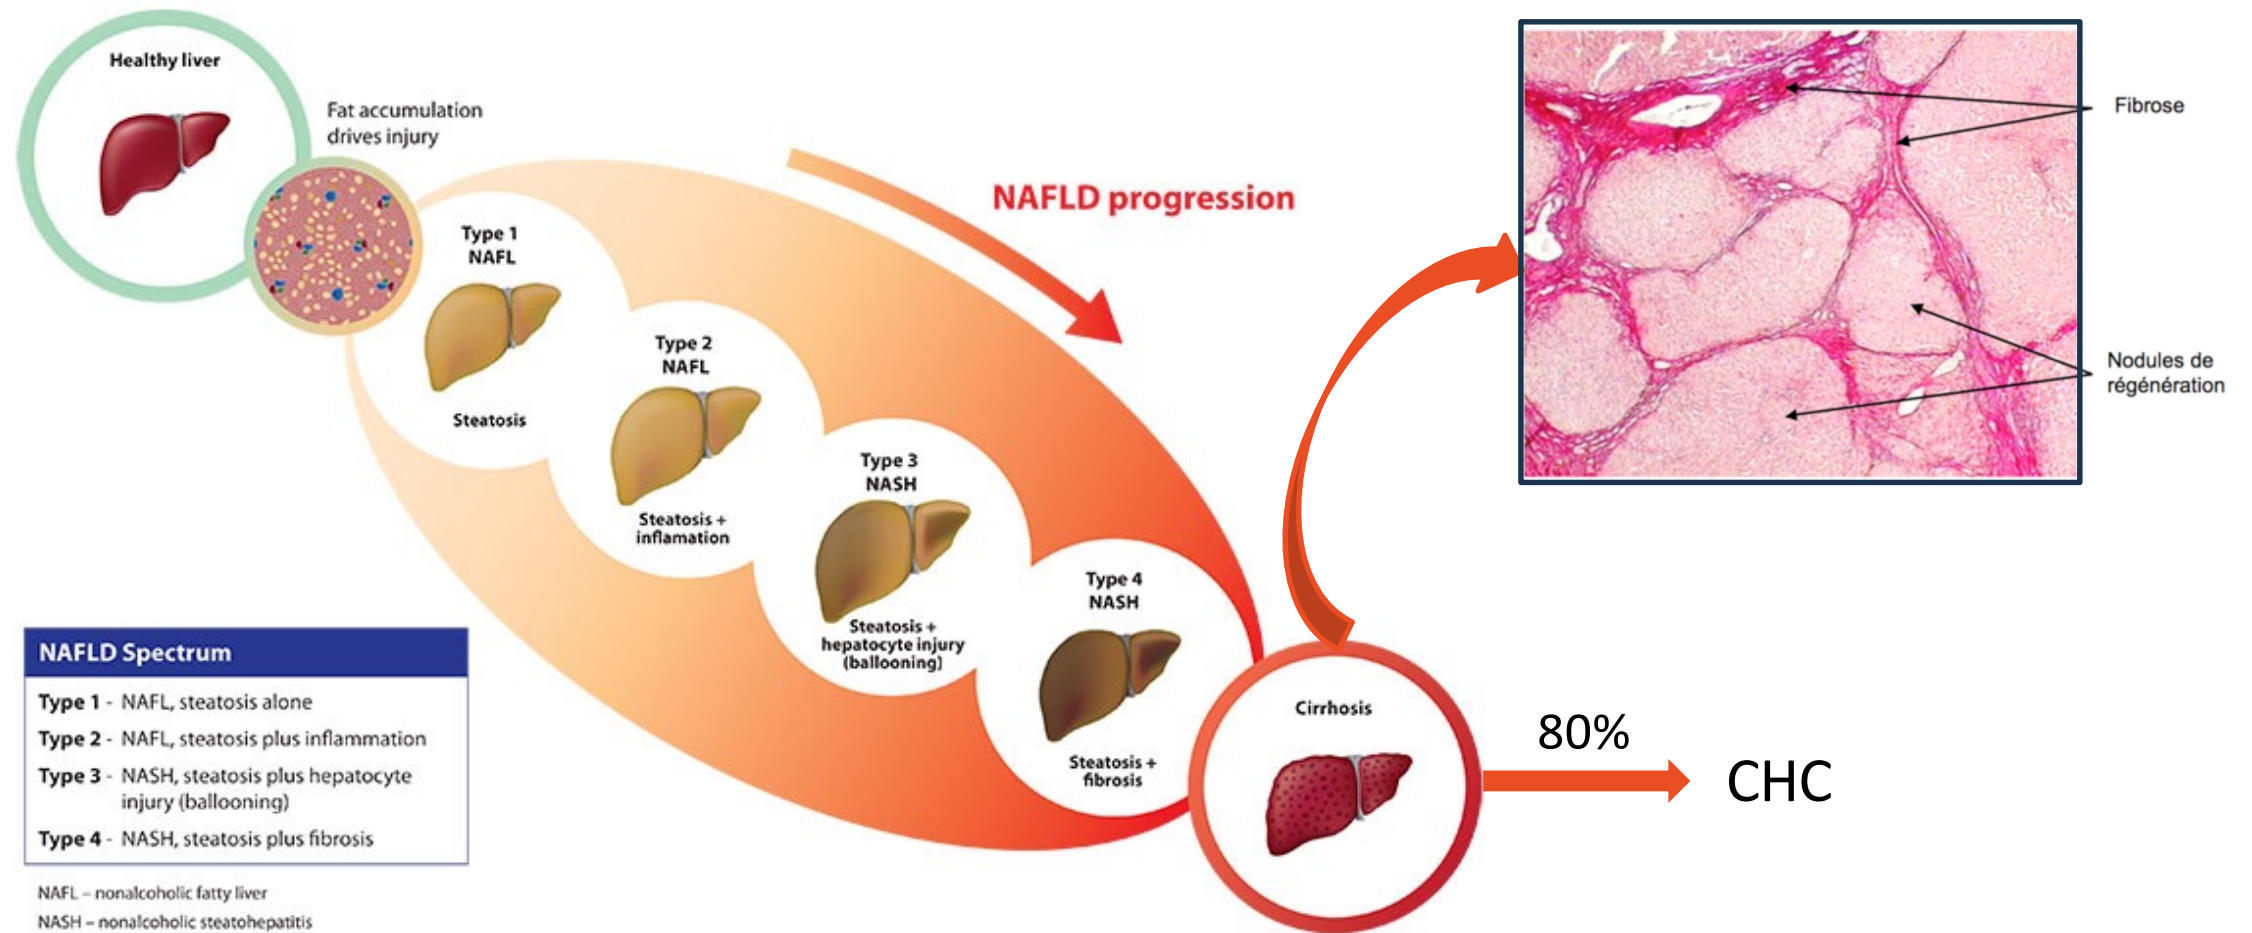 Healthy liver
Fat accumulation
drives injury
NAFLD progression
Type 1
NAFL
Steatosis
Type 2
NAFL
Steatosis +
inflamation
Type 3
NASH
Steatosis +
hepatocyte injury
(ballooning)
Type 4
NASH
Steatosis +
fibrosis
Cirrhosis
80%
CHC
Fibrose
Nodules de
régénération
NAFLD Spectrum
Type 1 - NAFL, steatosis alone
Type 2 - NAFL, steatosis plus inflammation
Type 3 - NASH, steatosis plus hepatocyte
injury (ballooning)
Type 4 - NASH, steatosis plus fibrosis
NAFL – nonalcoholic fatty liver
NASH – nonalcoholic steatohepatitis